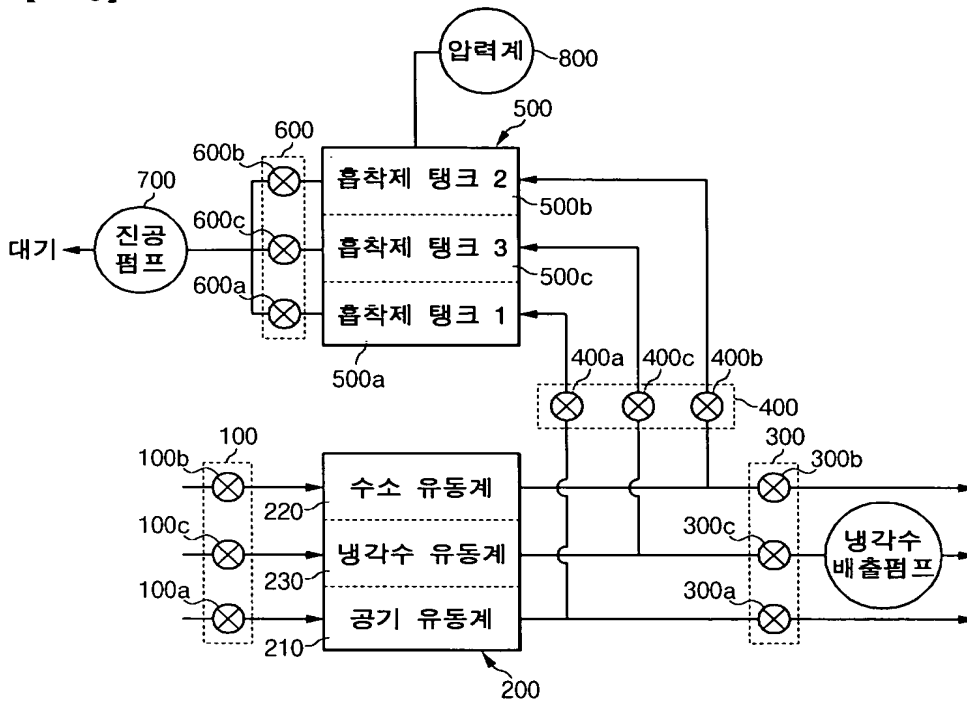 압력계
800
500
600
600b
흡착제 탱크 2
500b
700
600c
대기
진공
펌프
흡착제 탱크 3
500c
600a
흡착제 탱크 1
500a
400a
400c
400b
400
100
300
100b
수소 유동계
300b
220
100c
냉각수 유동계
300c
냉각수
배출펌프
230
100a
공기 유동계
300a
210
200